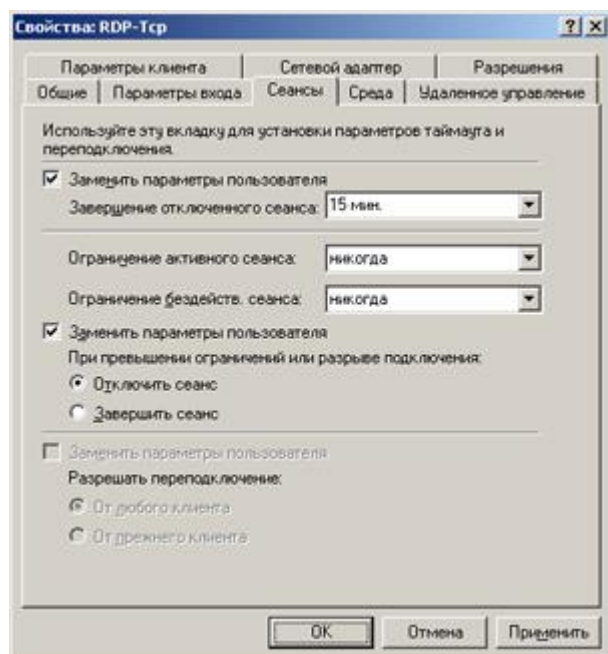 Свойства: RDP-Tcp
Параметры клиента Сетевой адаптер Разрешения
Общие Параметры входа Сеансы Среда Удаленное управление
Используйте эту вкладку для установки параметров таймаута и
переподключения.
Заменить параметры пользователя
Завершение отключенного сеанса: 15 мин.
Ограничение активного сеанса: никогда
Ограничение бездейств. сеанса: никогда
Заменить параметры пользователя
При превышении ограничений или разрыве подключения:
Отключить сеанс
Завершить сеанс
Заменить параметры пользователя
Разрешать переподключение:
От любого клиента
От прежнего клиента
OK Отмена Применить